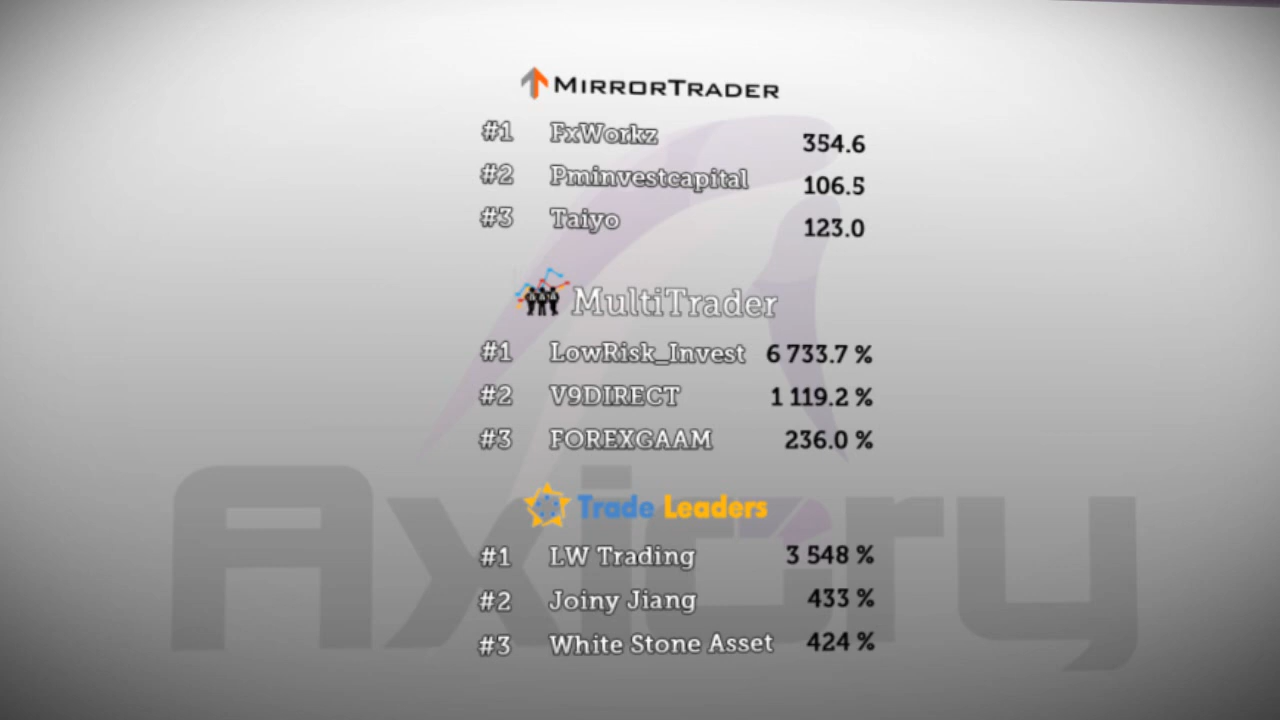 MIRRORTRADER
#1 FxWorkz 354.6
#2 Pminvestcapital 106.5
#3 Taiyo 123.0
MultiTrader
#1 LowRisk_Invest 6 733.7 %
#2 V9DIRECT 1 119.2 %
#3 FOREXGAAM 236.0 %
Trade Leaders
#1 LW Trading 3 548 %
#2 Joiny Jiang 433 %
#3 White Stone Asset 424 %
Axiory